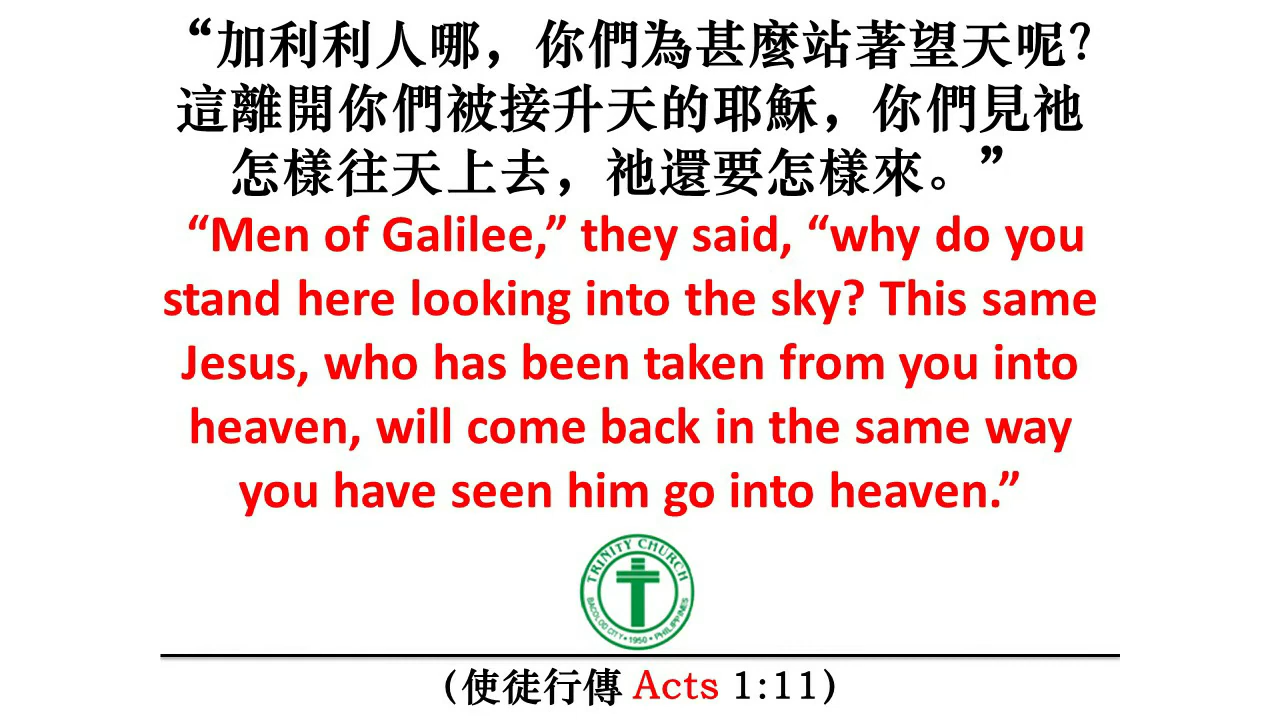 “加利利人哪，你們為甚麼站著望天呢？
這離開你們被接升天的耶穌，你們見祂
怎樣往天上去，祂還要怎樣來。”
“Men of Galilee,” they said, “why do you
stand here looking into the sky? This same
Jesus, who has been taken from you into
heaven, will come back in the same way
you have seen him go into heaven.”
TRINITY CHURCH
BACOLOD CITY • 1950 • PHILIPPINES
(使徒行傳 Acts 1:11)